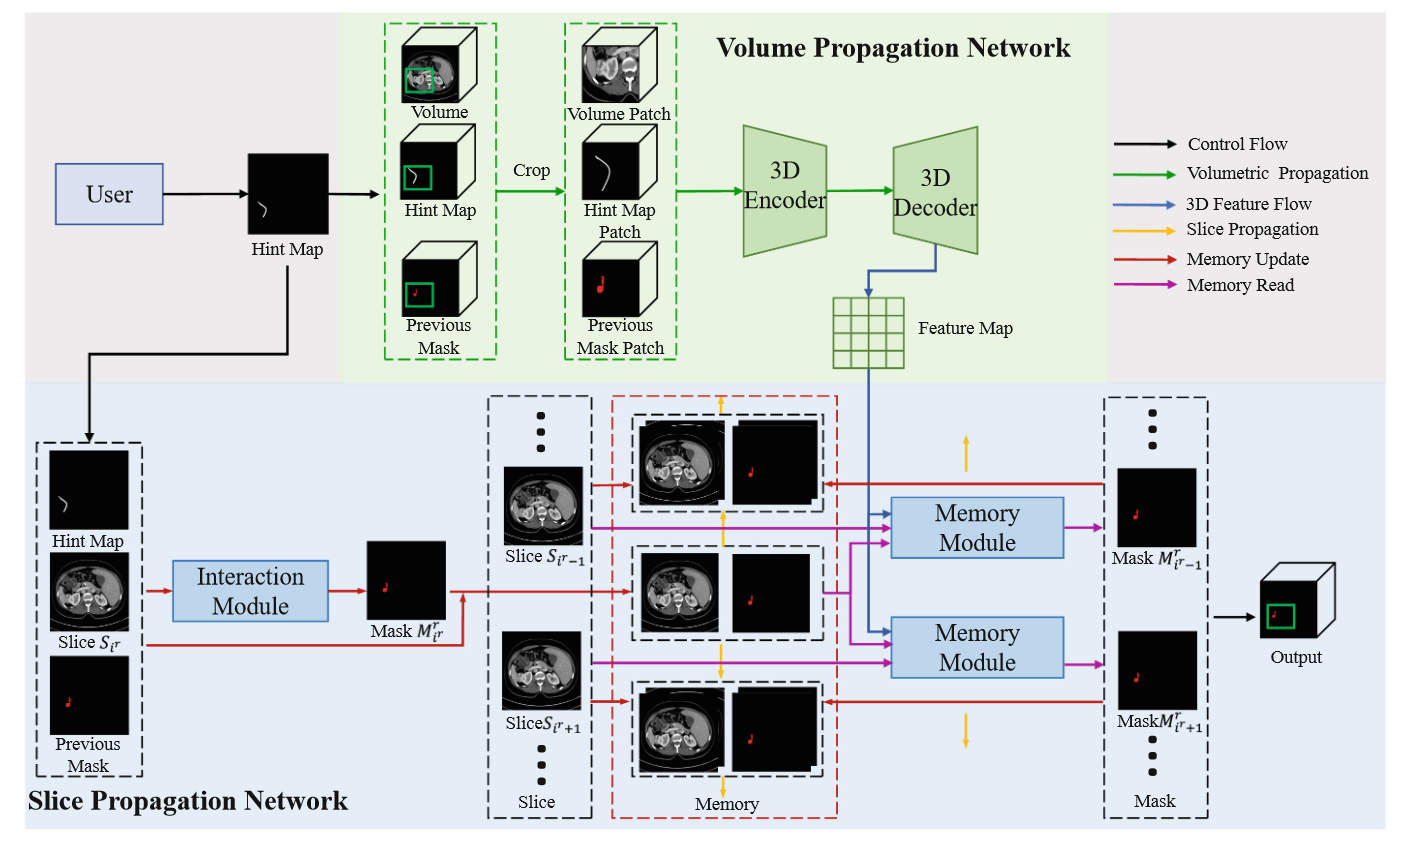 Volume Propagation Network
User
Hint Map
Volume
Hint Map
Previous
Mask
Crop
Volume Patch
Hint Map
Patch
Previous
Mask Patch
3D
Encoder
3D
Decoder
Feature Map
Control Flow
Volumetric Propagation
3D Feature Flow
Slice Propagation
Memory Update
Memory Read
Hint Map
Slice $S_{i^r}$
Previous
Mask
Interaction
Module
Mask $M^r_{i^r}$
Slice $S_{i^r-1}$
Slice$S_{i^r+1}$
Slice
Memory
Memory
Module
Memory
Module
Mask $M^r_{i^r-1}$
Mask$M^r_{i^r+1}$
Mask
Output
Slice Propagation Network